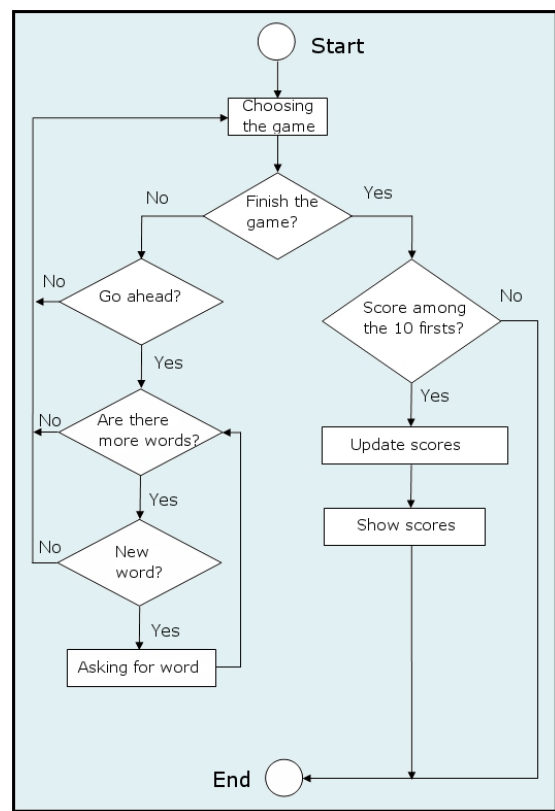 Start
Choosing
the game
No
Yes
Finish the
game?
No
Go ahead?
Score among
the 10 firsts?
No
Yes
Yes
No
Are there
more words?
Update scores
Yes
Show scores
No
New
word?
Yes
Asking for word
End